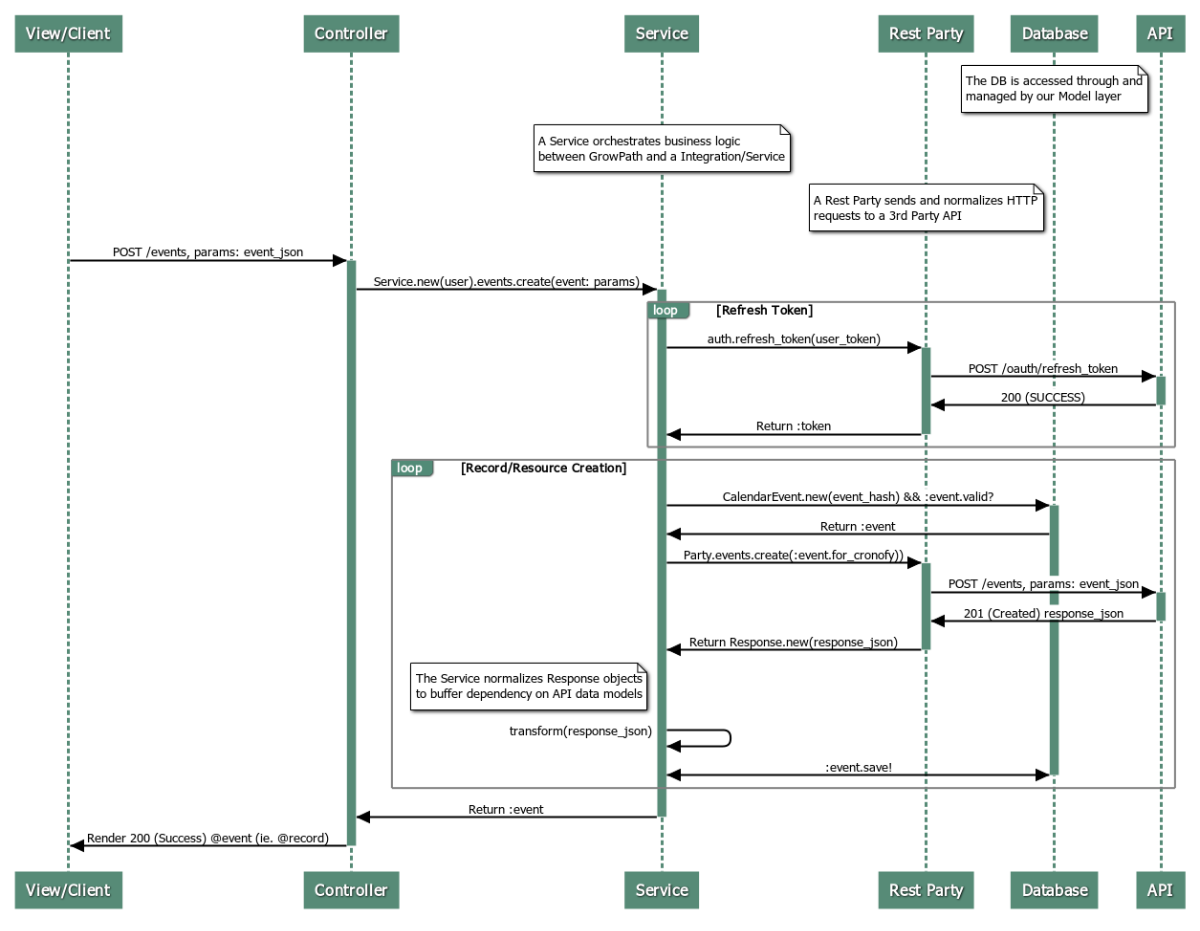 View/Client
Controller
Service
Rest Party
Database
API
The DB is accessed through and
managed by our Model layer
A Service orchestrates business logic
between GrowPath and a Integration/Service
A Rest Party sends and normalizes HTTP
requests to a 3rd Party API
POST /events, params: event_json
Service.new(user).events.create(event: params)
loop
[Refresh Token]
auth.refresh_token(user_token)
POST /oauth/refresh_token
200 (SUCCESS)
Return :token
loop
[Record/Resource Creation]
CalendarEvent.new(event_hash) && :event.valid?
Return :event
Party.events.create(:event.for_cronofy))
POST /events, params: event_json
201 (Created) response_json
Return Response.new(response_json)
The Service normalizes Response objects
to buffer dependency on API data models
transform(response_json)
:event.save!
Return :event
Render 200 (Success) @event (ie. @record)
View/Client
Controller
Service
Rest Party
Database
API